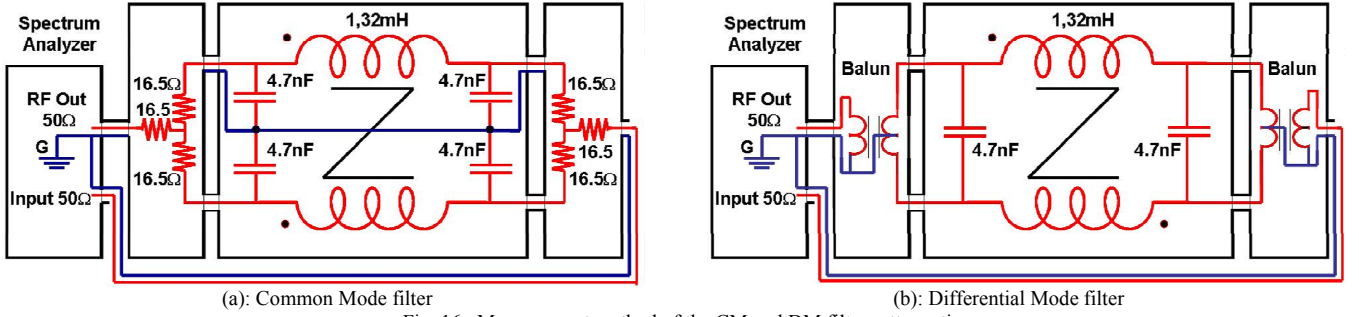 Spectrum
Analyzer
RF Out
50Ω
G
Input 50Ω
16.5Ω
16.5
16.5Ω
4.7nF
4.7nF
1,32mH
4.7nF
4.7nF
16.5Ω
16.5
16.5Ω
(a): Common Mode filter
Spectrum
Analyzer
RF Out
50Ω
G
Input 50Ω
Balun
1,32mH
4.7nF
4.7nF
Balun
(b): Differential Mode filter